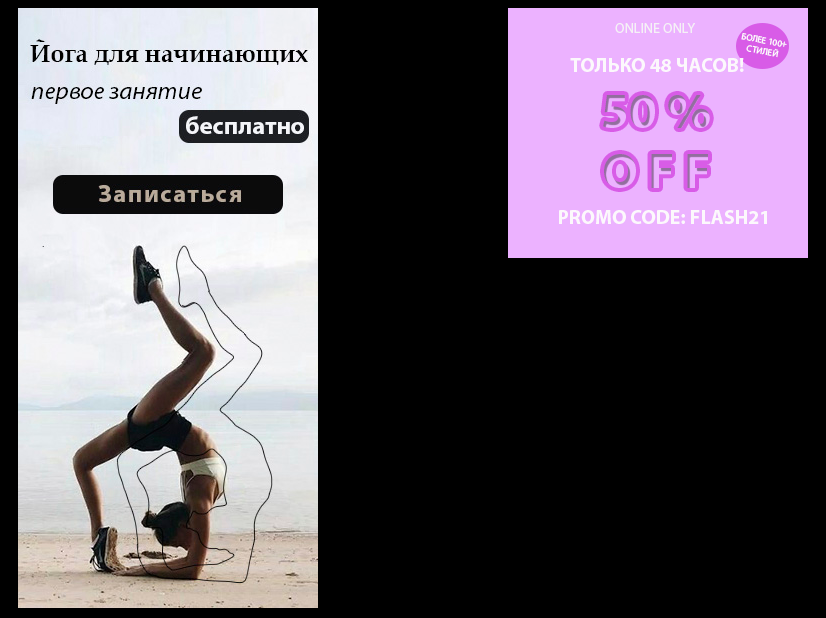 Йога для начинающих
первое занятие
бесплатно
Записаться
ONLINE ONLY
БОЛЕЕ 100+
СТИЛЕЙ
ТОЛЬКО 48 ЧАСОВ!
50%
OFF
PROMO CODE: FLASH21